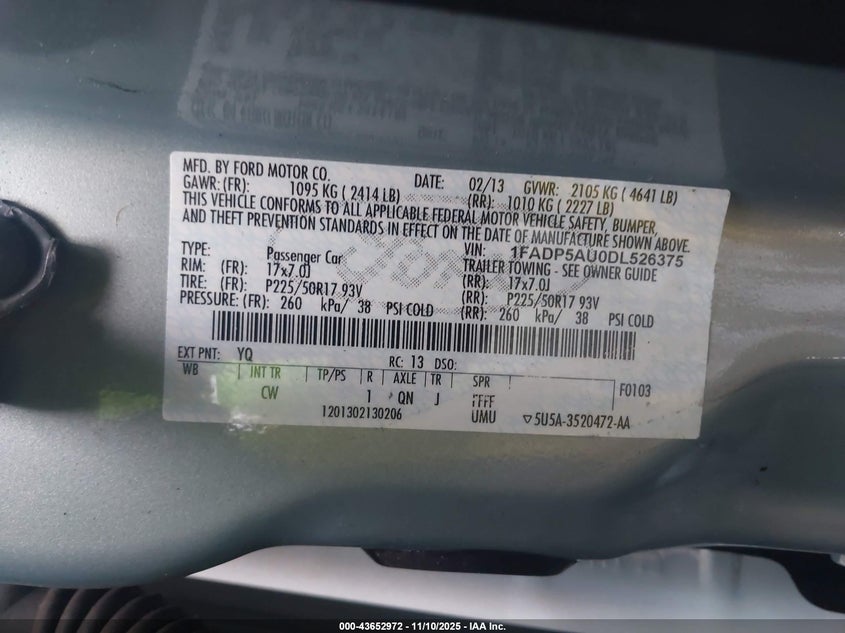 MFD. BY FORD MOTOR CO. DATE: 02/13 GVWR: 2105 KG ( 4641 LB)
GAWR: (FR): 1095 KG ( 2414 LB) (RR): 1010 KG ( 2227 LB)
THIS VEHICLE CONFORMS TO ALL APPLICABLE FEDERAL MOTOR VEHICLE SAFETY, BUMPER,
AND THEFT PREVENTION STANDARDS IN EFFECT ON THE DATE OF MANUFACTURE SHOWN ABOVE.
VIN: 1FADP5AU0DL526375
TYPE: Passenger Car TRAILER TOWING - SEE OWNER GUIDE
RIM: (FR): 17x7.0J (RR): 17x7.0J
TIRE: (FR): P225/50R17 93V (RR): P225/50R17 93V
PRESSURE: (FR): 260 kPa/ 38 PSI COLD (RR): 260 kPa/ 38 PSI COLD
EXT PNT: YQ RC: 13 DSO:
WB INT TR TP/PS R AXLE TR SPR F0103
CW 1 QN J FFFF
1201302130206 UMU ▽5U5A-3520472-AA
000-43652972 — 11/10/2025 — IAA Inc.